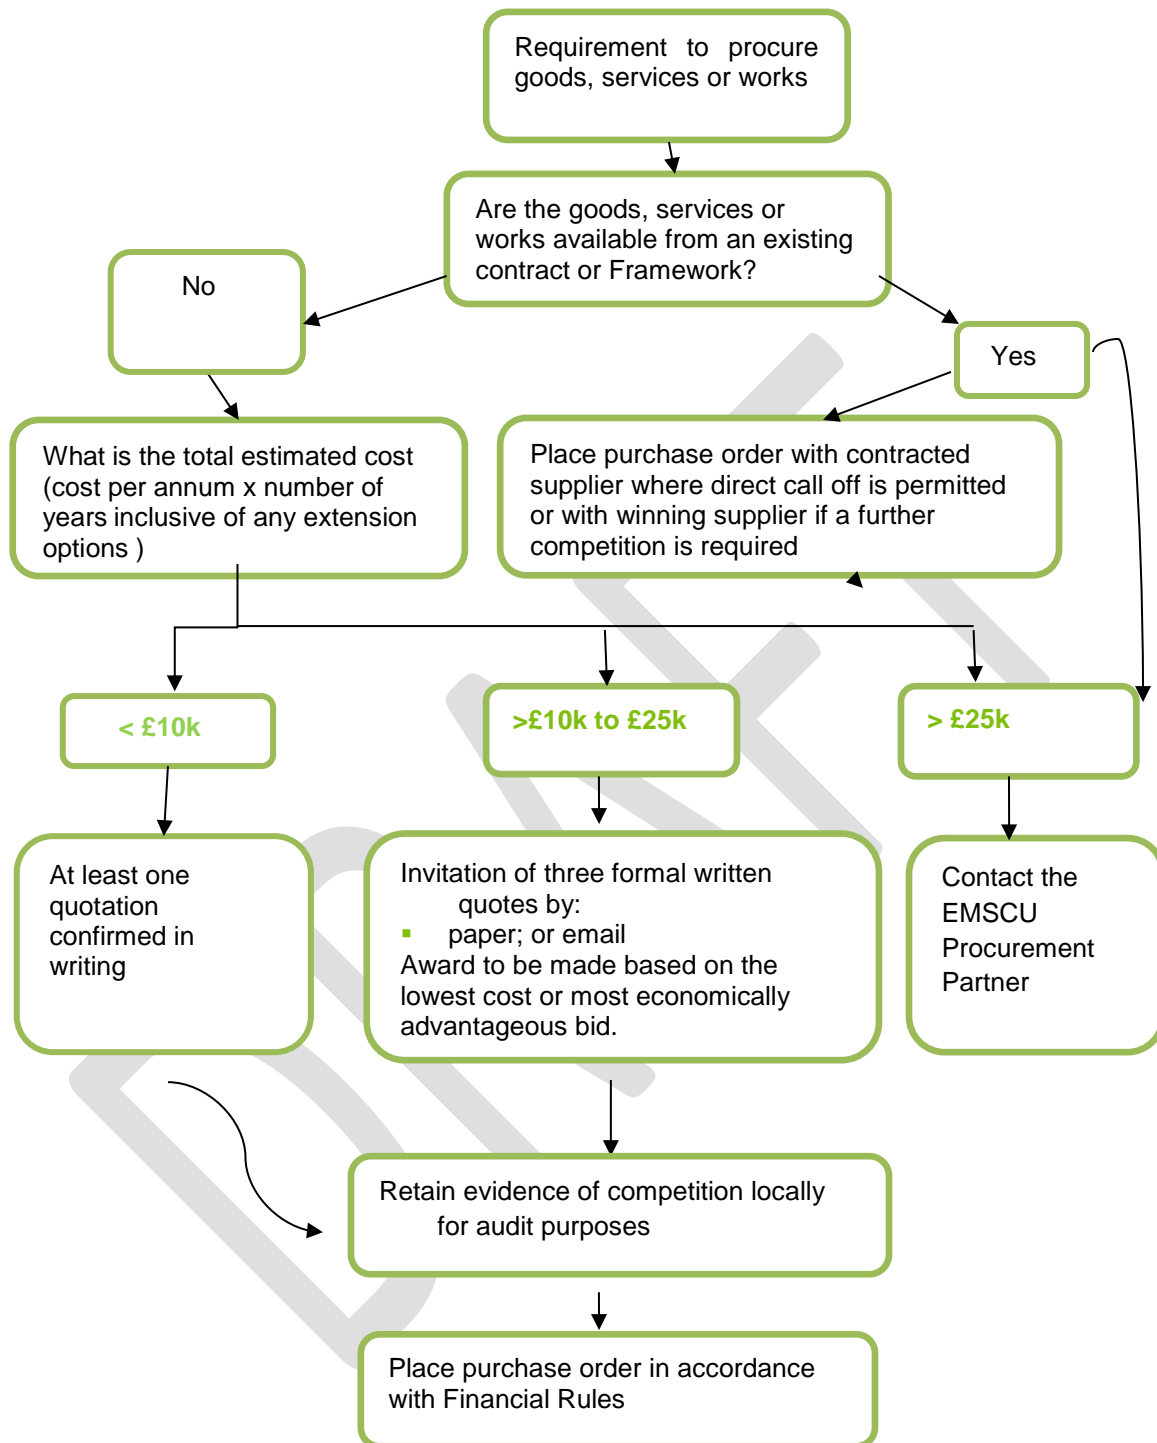 Requirement to procure
goods, services or works
Are the goods, services or
works available from an existing
contract or Framework?
No
Yes
What is the total estimated cost
(cost per annum x number of
years inclusive of any extension
options )
Place purchase order with contracted
supplier where direct call off is permitted
or with winning supplier if a further
competition is required
< £10k
>£10k to £25k
> £25k
At least one
quotation
confirmed in
writing
Invitation of three formal written
quotes by:
▪ paper; or email
Award to be made based on the
lowest cost or most economically
advantageous bid.
Contact the
EMSCU
Procurement
Partner
Retain evidence of competition locally
for audit purposes
Place purchase order in accordance
with Financial Rules
DRAFT